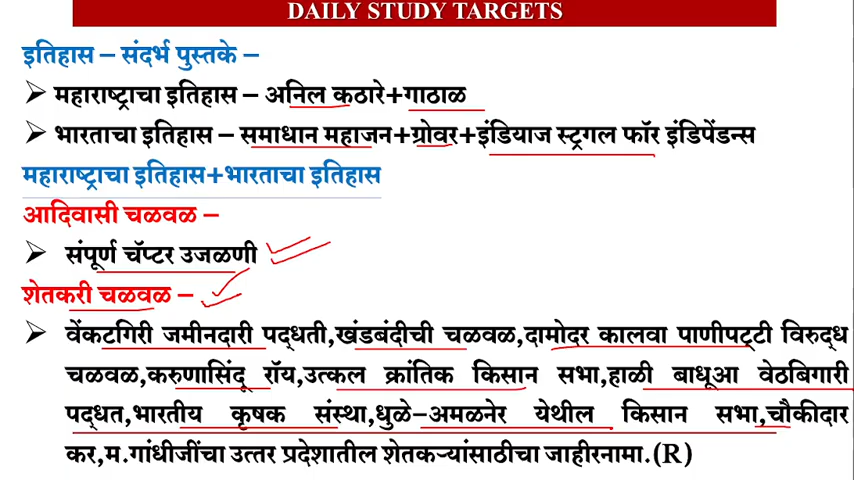 DAILY STUDY TARGETS
इतिहास – संदर्भ पुस्तके –
➢ महाराष्ट्राचा इतिहास – अनिल कठारे+गाठाळ
➢ भारताचा इतिहास – समाधान महाजन+ग्रोवर+इंडियाज स्ट्रगल फॉर इंडिपेंडन्स
महाराष्ट्राचा इतिहास+भारताचा इतिहास
आदिवासी चळवळ –
➢ संपूर्ण चॅप्टर उजळणी
शेतकरी चळवळ –
➢ वेंकटगिरी जमीनदारी पद्धती,खंडबंदीची चळवळ,दामोदर कालवा पाणीपट्टी विरुद्ध
चळवळ,करुणासिंदू रॉय,उत्कल क्रांतिक किसान सभा,हाळी बाधूआ वेठबिगारी
पद्धत,भारतीय कृषक संस्था,धुळे–अमळनेर येथील किसान सभा,चौकीदार
कर,म.गांधीजींचा उत्तर प्रदेशातील शेतकऱ्यांसाठीचा जाहीरनामा.(R)